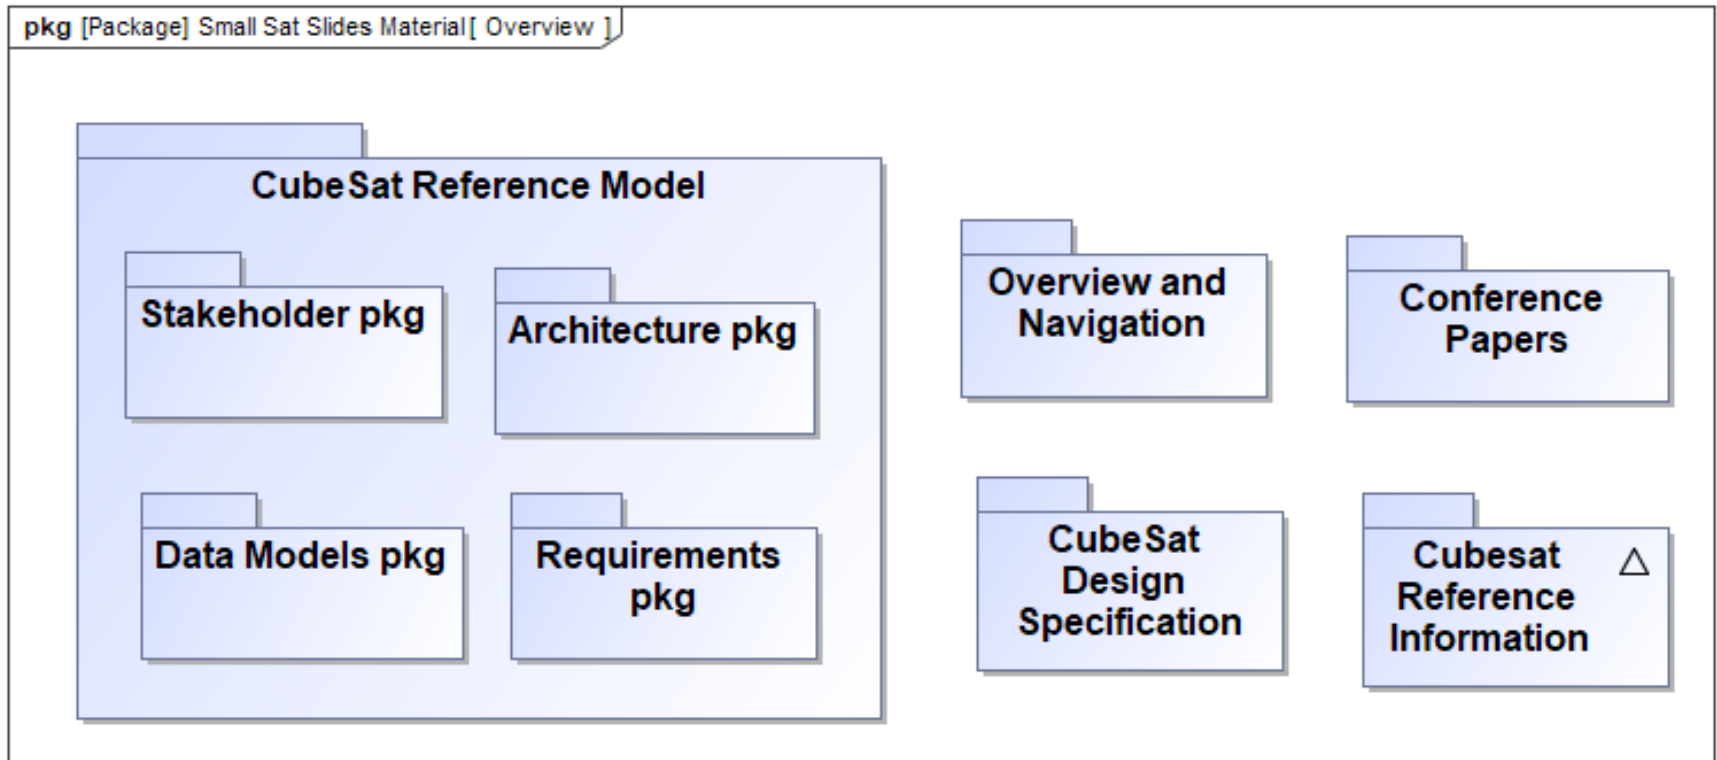 pkg [Package] Small Sat Slides Material[ Overview ]
CubeSat Reference Model
Stakeholder pkg
Architecture pkg
Data Models pkg
Requirements
pkg
Overview and
Navigation
Conference
Papers
CubeSat
Design
Specification
Cubesat
Reference
Information